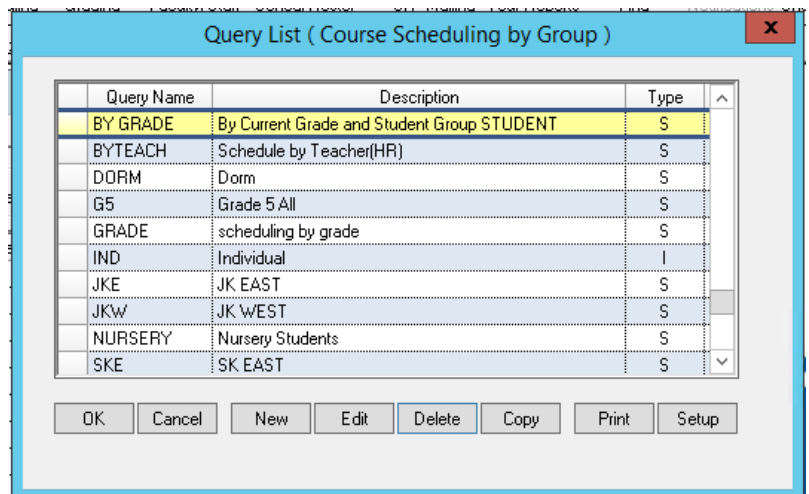 Query List ( Course Scheduling by Group )
x
Query Name Description Type
BY GRADE By Current Grade and Student Group STUDENT S
BYTEACH Schedule by Teacher(HR) S
DORM Dorm S
G5 Grade 5 All S
GRADE scheduling by grade S
IND Individual I
JKE JK EAST S
JKW JK WEST S
NURSERY Nursery Students S
SKE SK EAST S
OK Cancel New Edit Delete Copy Print Setup